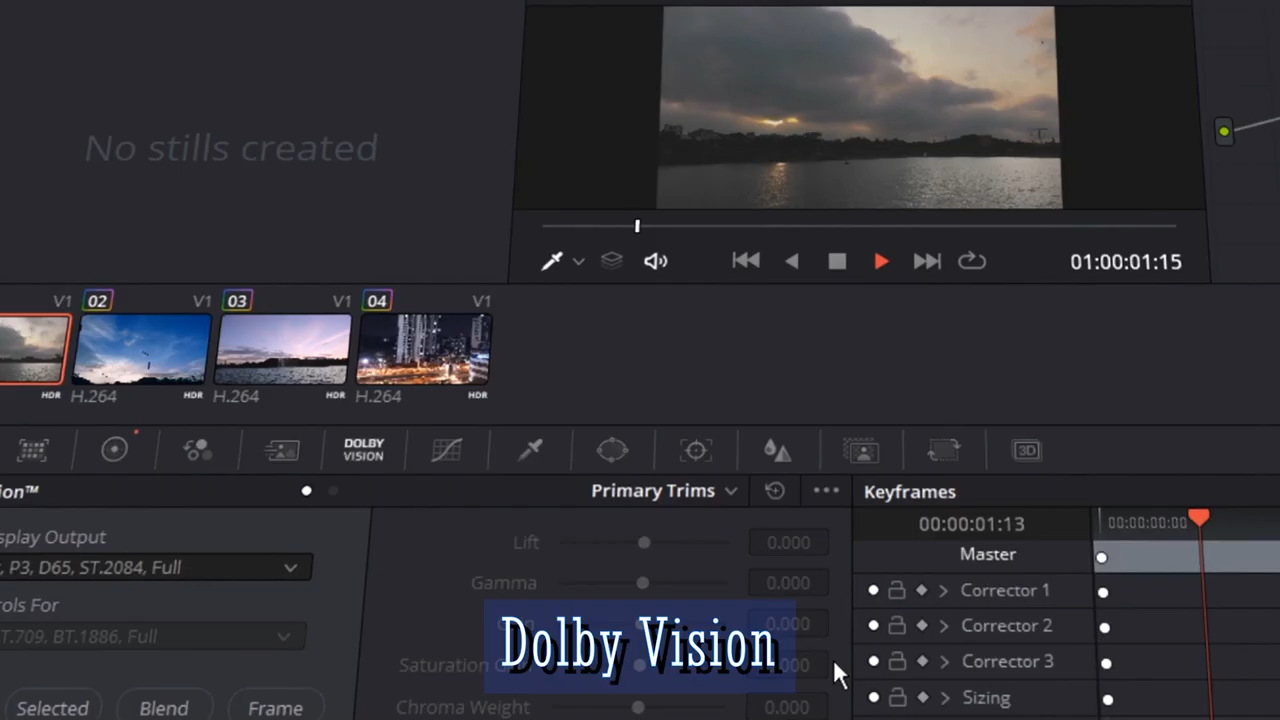 No stills created
01:00:01:15
V1 02 V1 03 V1 04 V1
HDR H.264 HDR H.264 HDR H.264 HDR
DOLBY
VISION
3D
ion™
Primary Trims
Keyframes
splay Output
, P3, D65, ST.2084, Full
rols For
T.709, BT.1886, Full
Selected
Blend
Frame
Lift 0.000
Gamma 0.000
.000
Saturation .000
Chroma Weight 0.000
Dolby Vision
00:00:01:13
00:00:00:00
Master
Corrector 1
Corrector 2
Corrector 3
Sizing